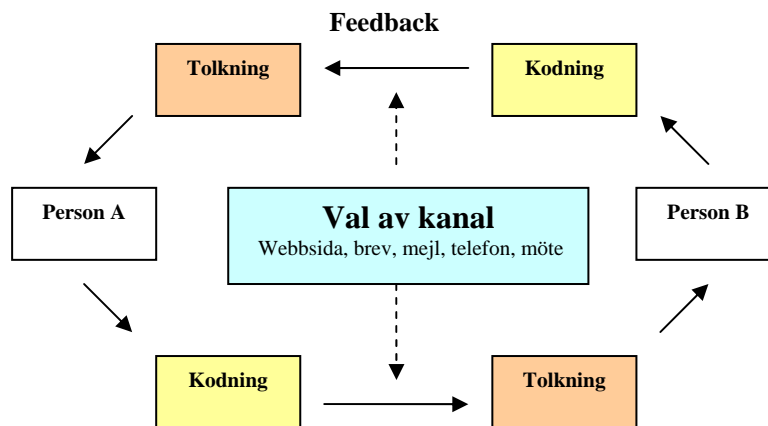 Feedback
Tolkning
Kodning
Person A
Val av kanal
Webbsida, brev, mejl, telefon, möte
Person B
Kodning
Tolkning